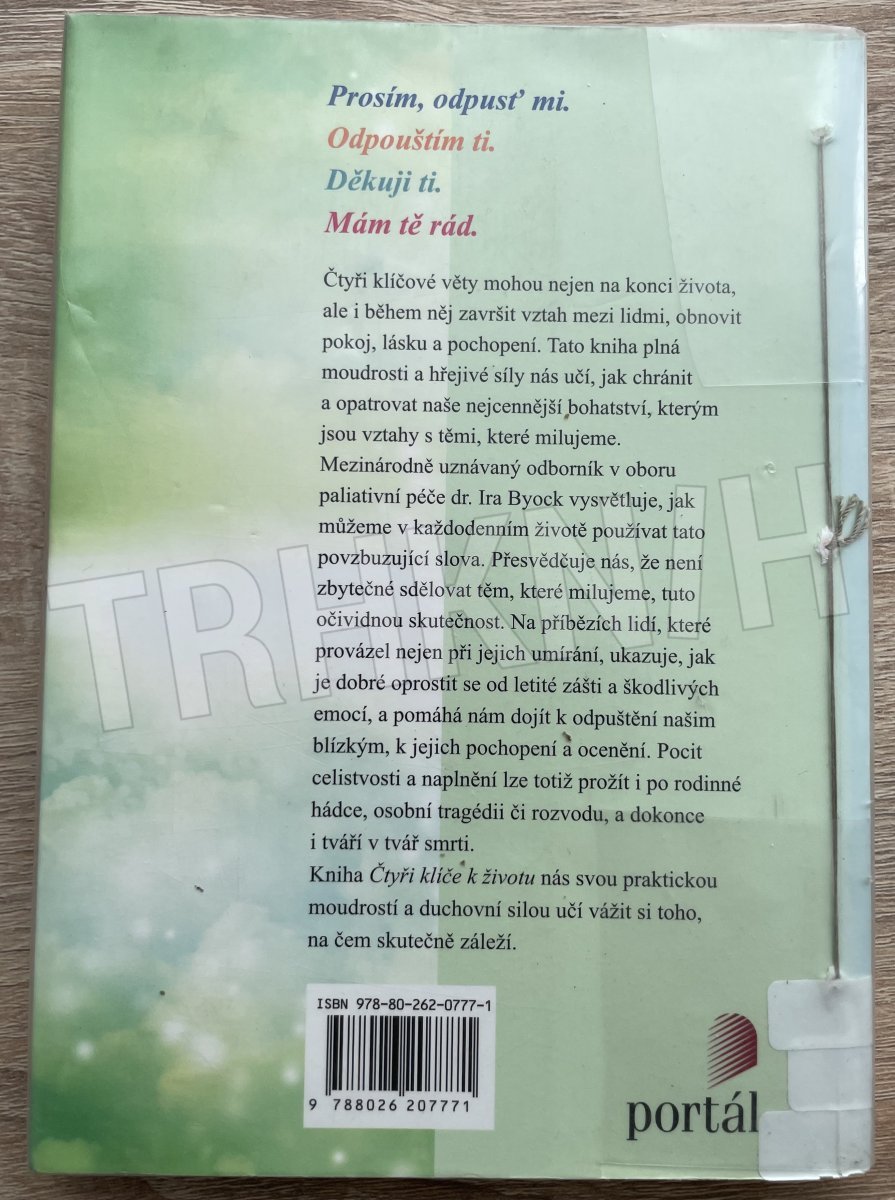 Prosím, odpusť mi.
Odpouštím ti.
Děkuji ti.
Mám tě rád.
Čtyři klíčové věty mohou nejen na konci života,
ale i během něj završit vztah mezi lidmi, obnovit
pokoj, lásku a pochopení. Tato kniha plná
moudrosti a hřejivé síly nás učí, jak chránit
a opatrovat naše nejcennější bohatství, kterým
jsou vztahy s těmi, které milujeme.
Mezinárodně uznávaný odborník v oboru
paliativní péče dr. Ira Byock vysvětluje, jak
můžeme v každodenním životě používat tato
povzbuzující slova. Přesvědčuje nás, že není
zbytečné sdělovat těm, které milujeme, tuto
očividnou skutečnost. Na příbězích lidí, které
provázel nejen při jejich umírání, ukazuje, jak
je dobré oprostit se od letité zášti a škodlivých
emocí, a pomáhá nám dojít k odpuštění našim
blízkým, k jejich pochopení a ocenění. Pocit
celistvosti a naplnění lze totiž prožít i po rodinné
hádce, osobní tragédii či rozvodu, a dokonce
i tváří v tvář smrti.
Kniha Čtyři klíče k životu nás svou praktickou
moudrostí a duchovní silou učí vážit si toho,
na čem skutečně záleží.
ISBN 978-80-262-0777-1
9 788026 207771
portál
TRH KNIH